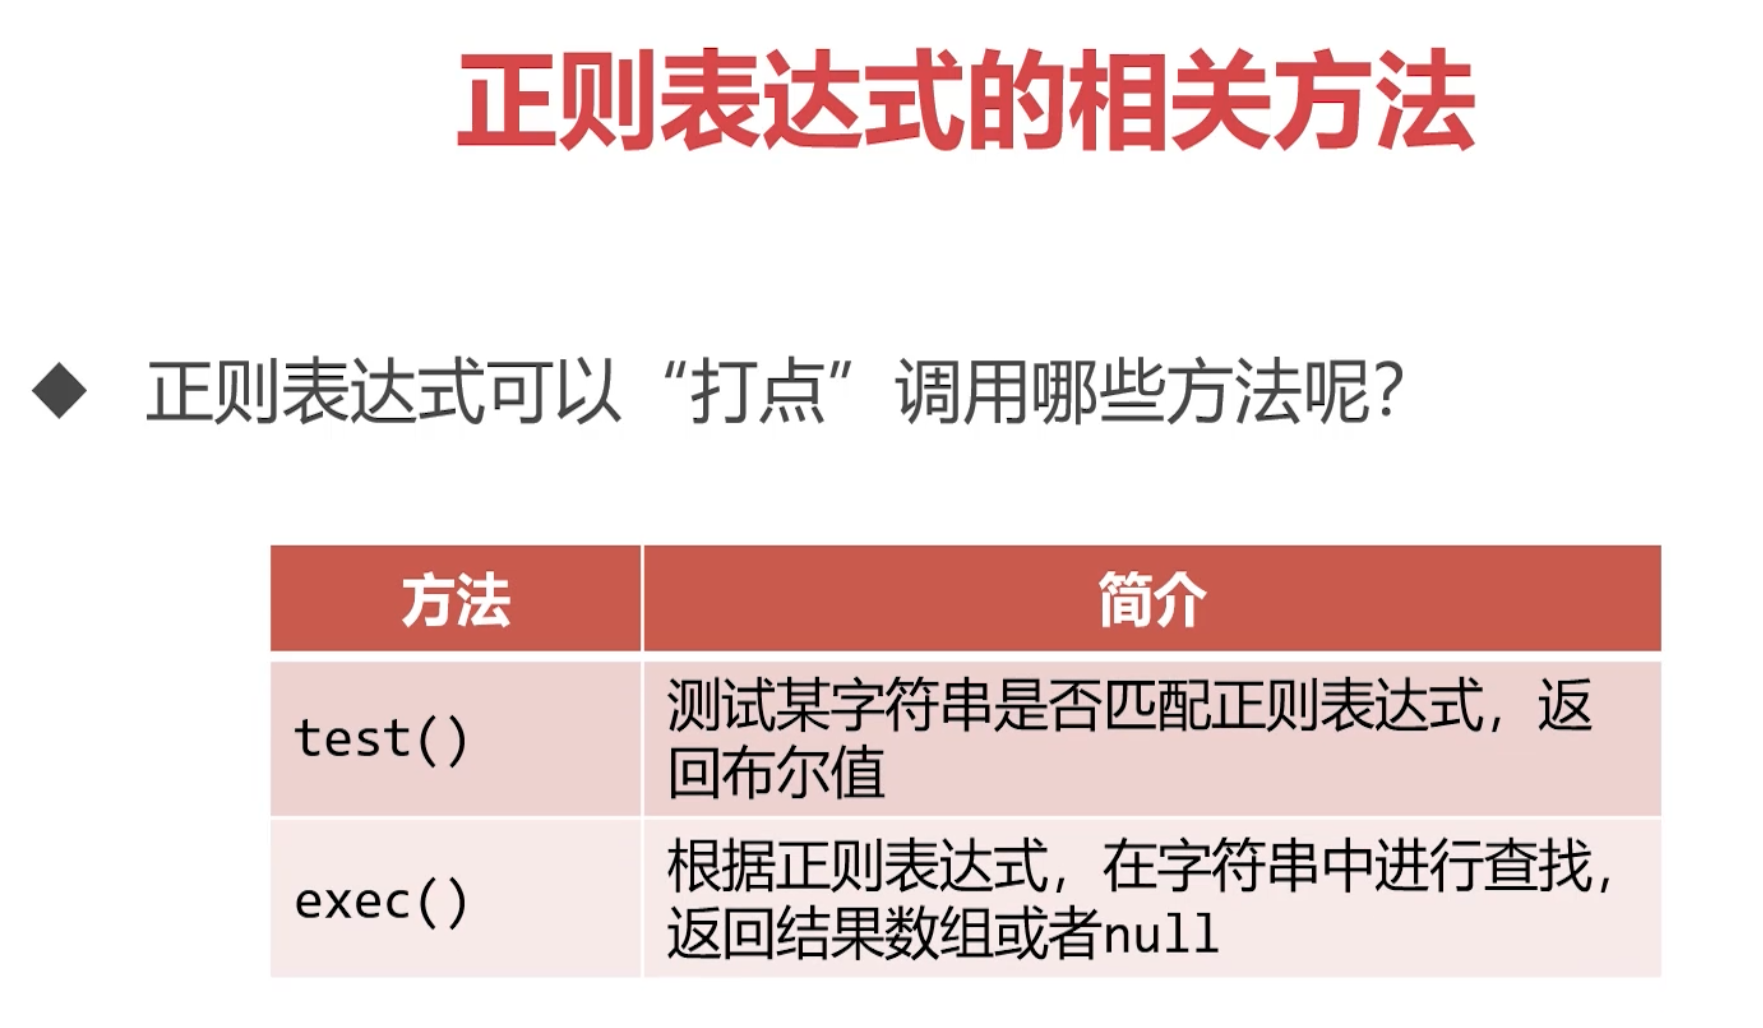 正则表达式的相关方法
◆ 正则表达式可以“打点”调用哪些方法呢？
方法 简介
test() 测试某字符串是否匹配正则表达式，返
回布尔值
exec() 根据正则表达式，在字符串中进行查找，
返回结果数组或者null